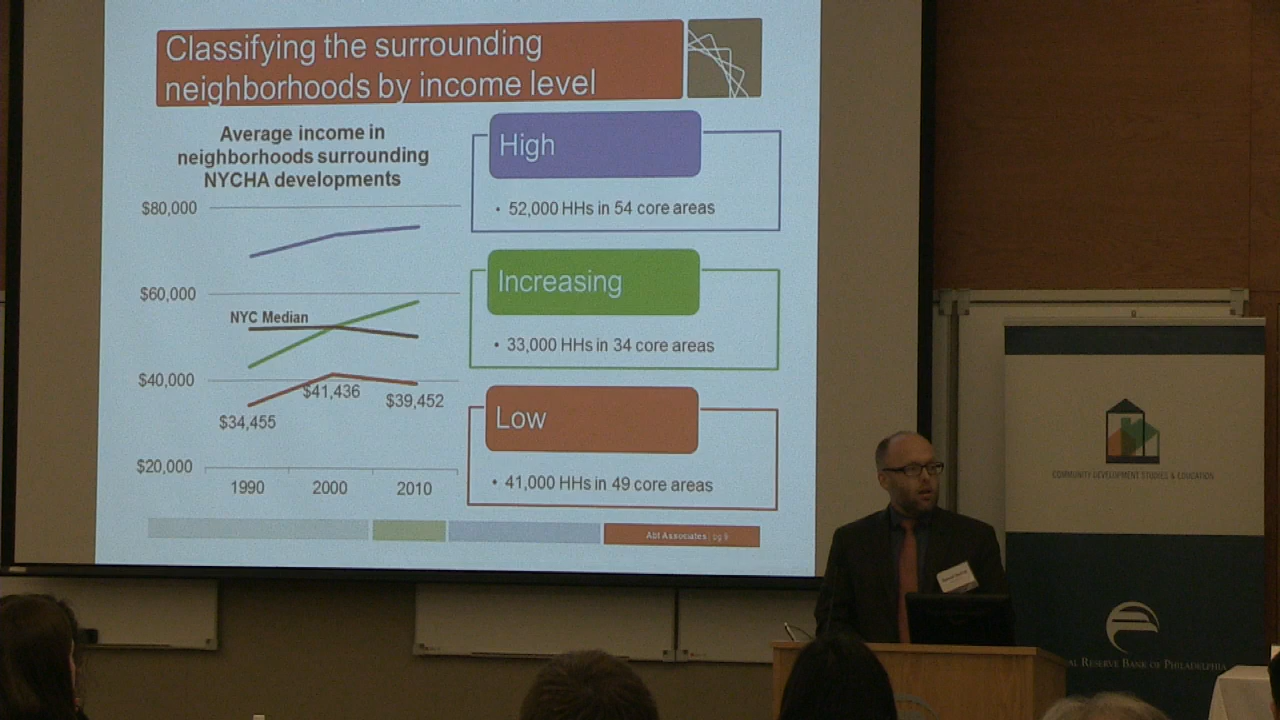 Classifying the surrounding
neighborhoods by income level
Average income in
neighborhoods surrounding
NYCHA developments
$80,000
$60,000
$40,000
$20,000
NYC Median
$34,455
$41,436
$39,452
1990
2000
2010
High
• 52,000 HHs in 54 core areas
Increasing
• 33,000 HHs in 34 core areas
Low
• 41,000 HHs in 49 core areas
Abt Associates | pg 9
COMMUNITY DEVELOPMENT STUDIES & EDUCATION
AL RESERVE BANK OF PHILADELPHIA